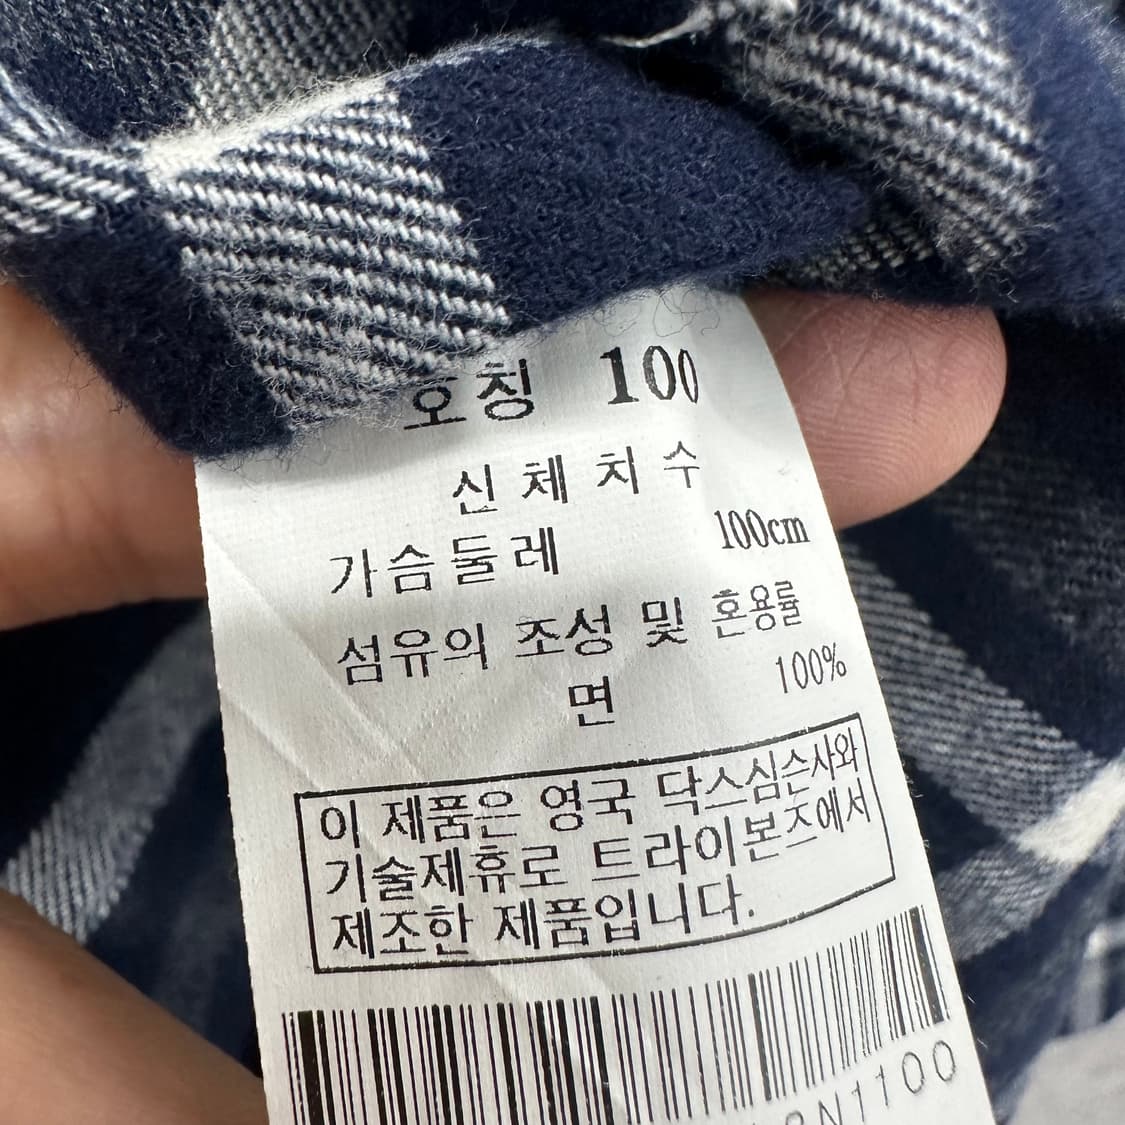 호칭 100
신체치수
가슴둘레 100cm
섬유의 조성 및 혼용률
면 100%
이 제품은 영국 닥스심슨사와
기술제휴로 트라이본즈에서
제조한 제품입니다.
N1100